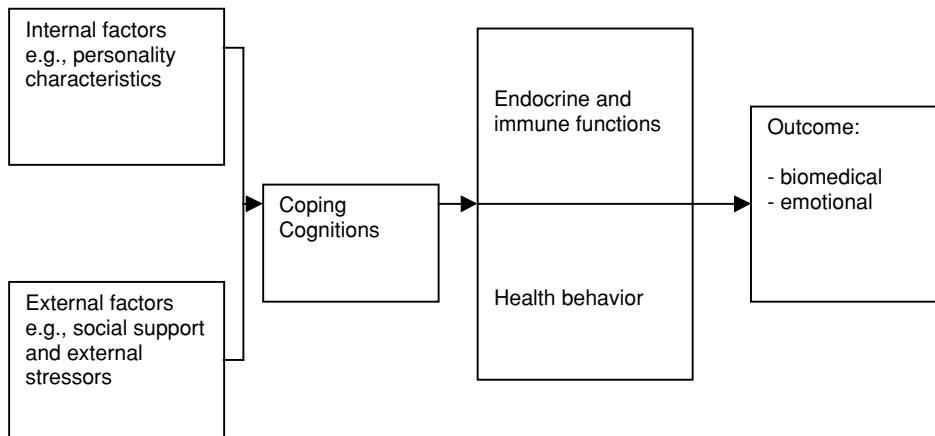 Internal factors
e.g., personality
characteristics
External factors
e.g., social support
and external
stressors
Coping
Cognitions
Endocrine and
immune functions
Health behavior
Outcome:
- biomedical
- emotional